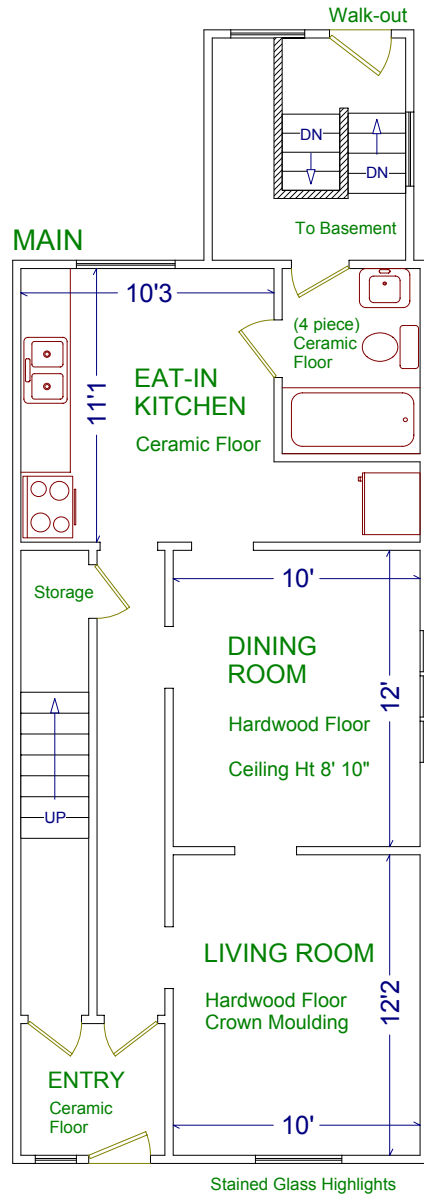 Walk-out
DN
DN
To Basement
MAIN
10'3
(4 piece)
Ceramic
Floor
11'1
EAT-IN
KITCHEN
Ceramic Floor
Storage
10'
DINING
ROOM
12'
Hardwood Floor
Ceiling Ht 8' 10"
UP
LIVING ROOM
12'2
Hardwood Floor
Crown Moulding
ENTRY
Ceramic
Floor
10'
Stained Glass Highlights